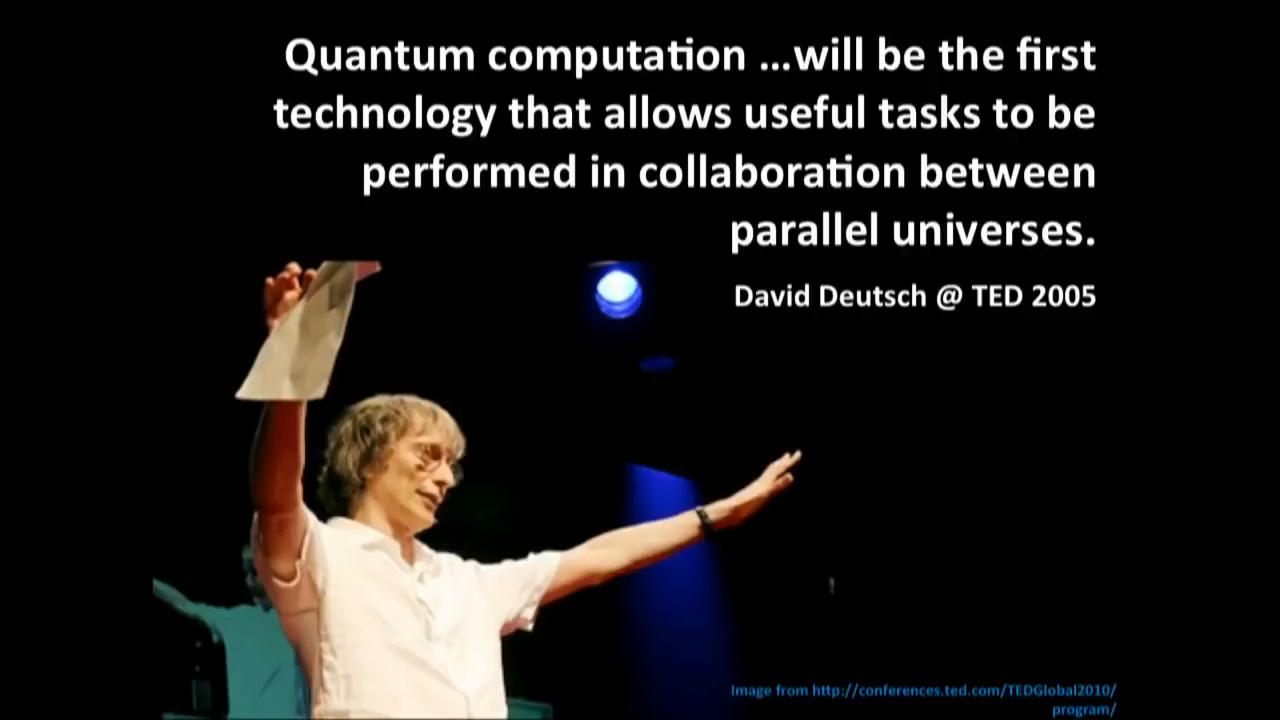 Quantum computation ...will be the first
technology that allows useful tasks to be
performed in collaboration between
parallel universes.
David Deutsch @ TED 2005
Image from http://conferences.ted.com/TEDGlobal2010/
program/